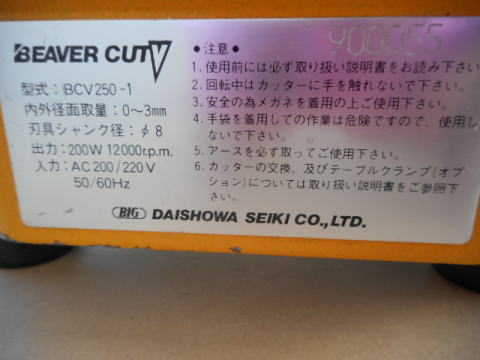 BEAVER CUT V
型式：BCV250-1
内外径面取量：0〜3mm
刃具シャンク径：φ8
出力：200W 12000r.p.m.
入力：AC 200/220V
50/60Hz
900055
・注意・
1. 使用前には必ず取り扱い説明書をお読み下さい
2. 回転中はカッターに手を触れないで下さい。
3. 安全の為メガネを着用の上ご使用下さい。
4. 手袋を着用しての作業は危険ですので、使用し
ないで下さい。
5. アースを必ず取ってご使用下さい。
6. カッターの交換、及びテーブルクランプ(オプ
ション)については取り扱い説明書をご参照下
さい。
BIG DAISHOWA SEIKI CO.,LTD.